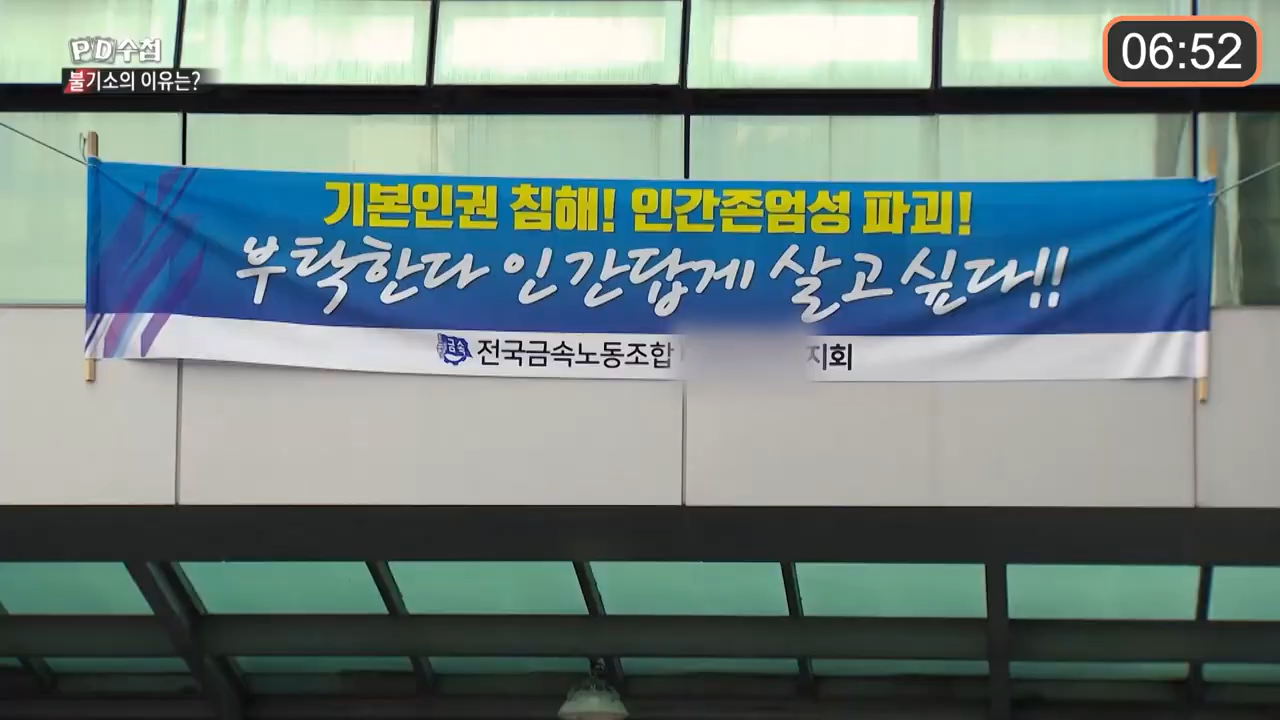 PD수첩
불기소의 이유는?
06:52
기본인권 침해! 인간존엄성 파괴!
부탁한다 인간답게 살고싶다!!
금속 전국금속노동조합 지회